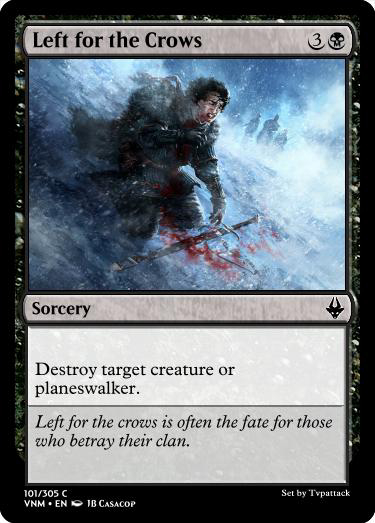 Left for the Crows 3
Sorcery
Destroy target creature or
planeswalker.
Left for the crows is often the fate for those
who betray their clan.
101/305 C
VNM • EN JB Casacop
Set by Tvpattack